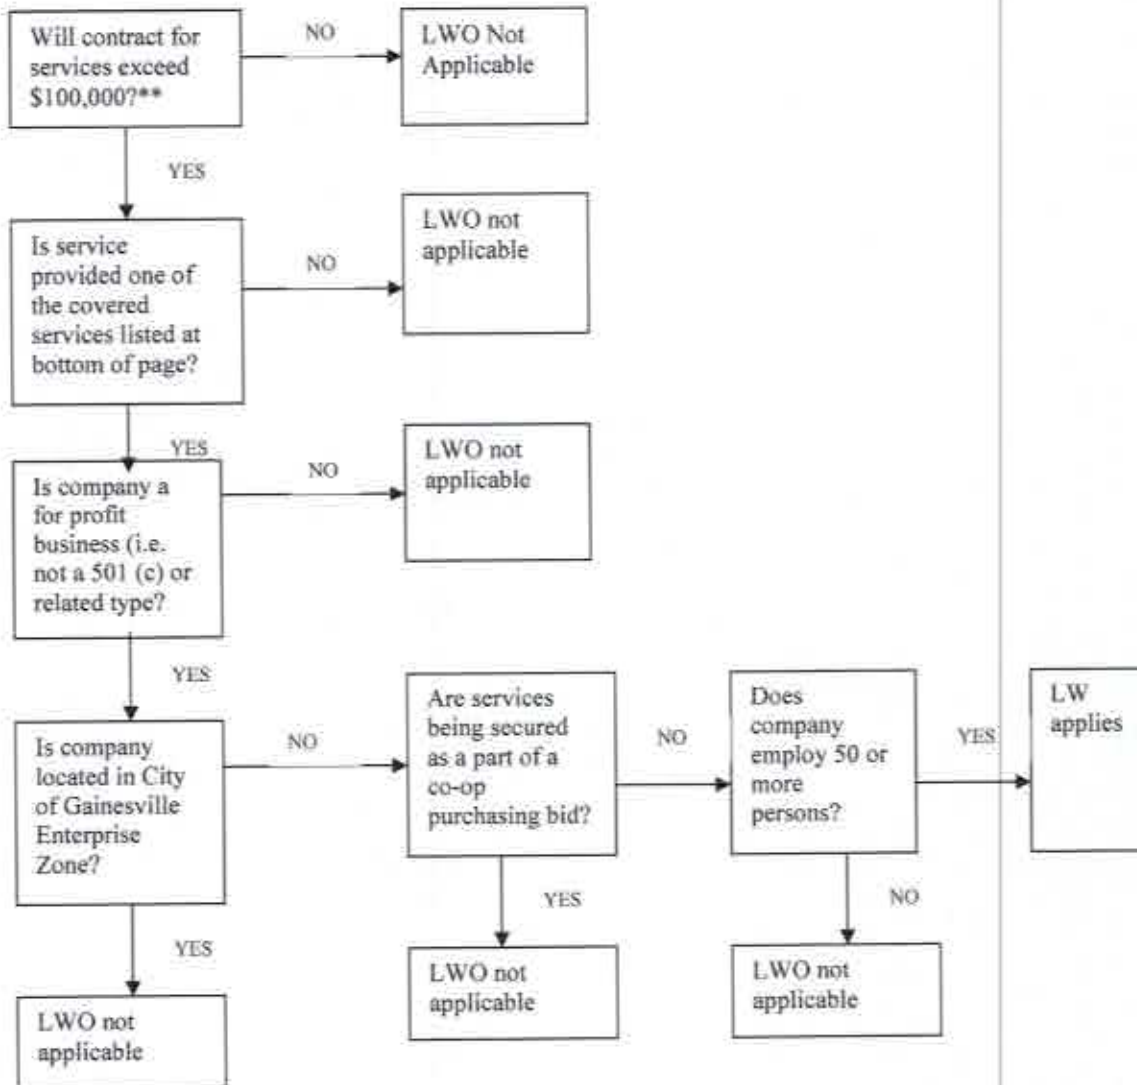 Will contract for
services exceed
$100,000?**
NO
LWO Not
Applicable
YES
Is service
provided one of
the covered
services listed at
bottom of page?
NO
LWO not
applicable
YES
Is company a
for profit
business (i.e.
not a 501 (c) or
related type?
NO
LWO not
applicable
YES
Is company
located in City
of Gainesville
Enterprise
Zone?
NO
Are services
being secured
as a part of a
co-op
purchasing bid?
NO
Does
company
employ 50 or
more
persons?
YES
LW
applies
YES
LWO not
applicable
YES
LWO not
applicable
NO
LWO not
applicable